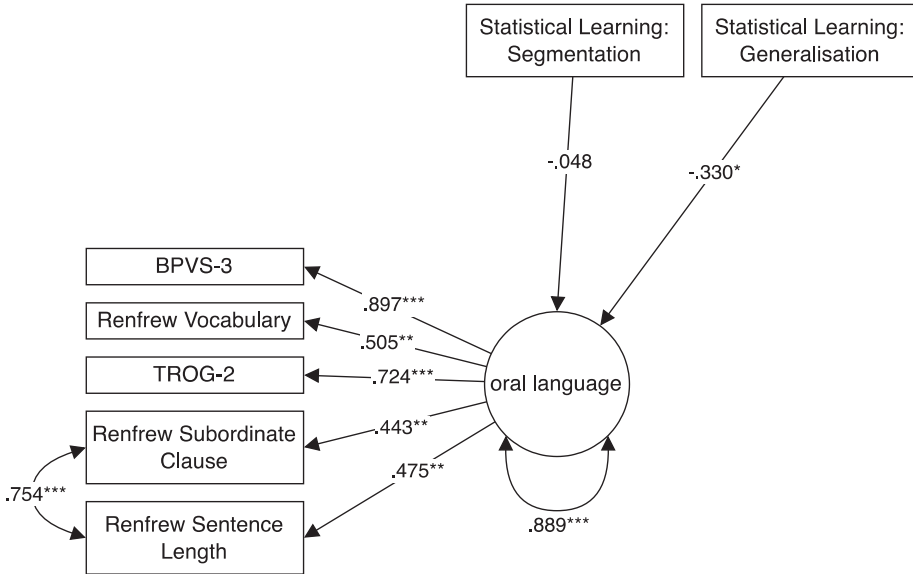 Statistical Learning:
Segmentation
Statistical Learning:
Generalisation
-.048
-.330*
BPVS-3
.897***
Renfrew Vocabulary
.505**
TROG-2
.724***
oral language
Renfrew Subordinate
Clause
.443**
.475**
.754***
Renfrew Sentence
Length
.889***